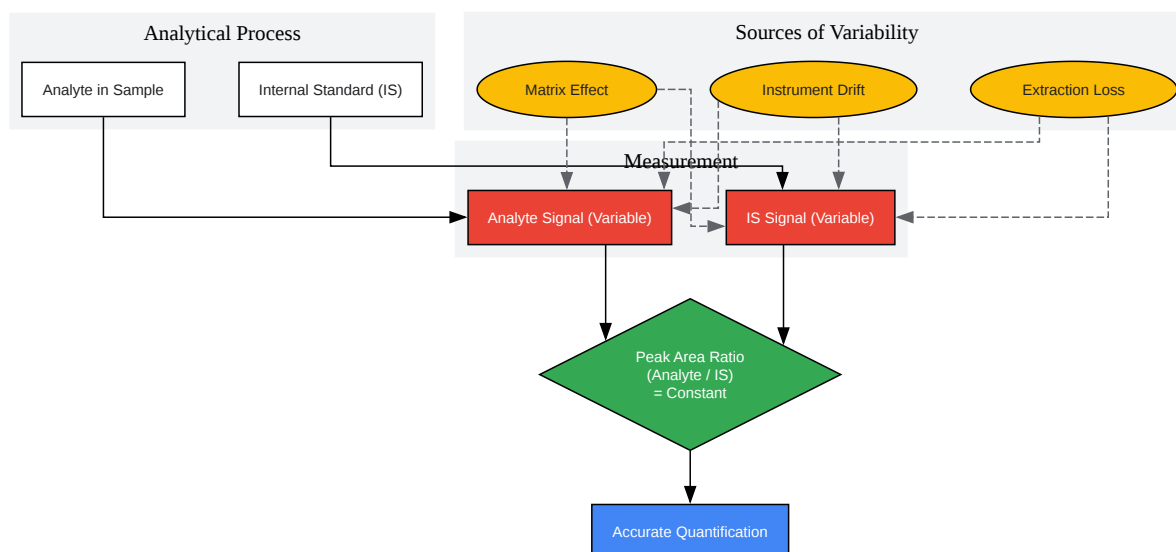 Analytical Process
Sources of Variability
Analyte in Sample
Internal Standard (IS)
Matrix Effect
Instrument Drift
Extraction Loss
Measurement
Analyte Signal (Variable)
IS Signal (Variable)
Peak Area Ratio
(Analyte / IS)
= Constant
Accurate Quantification